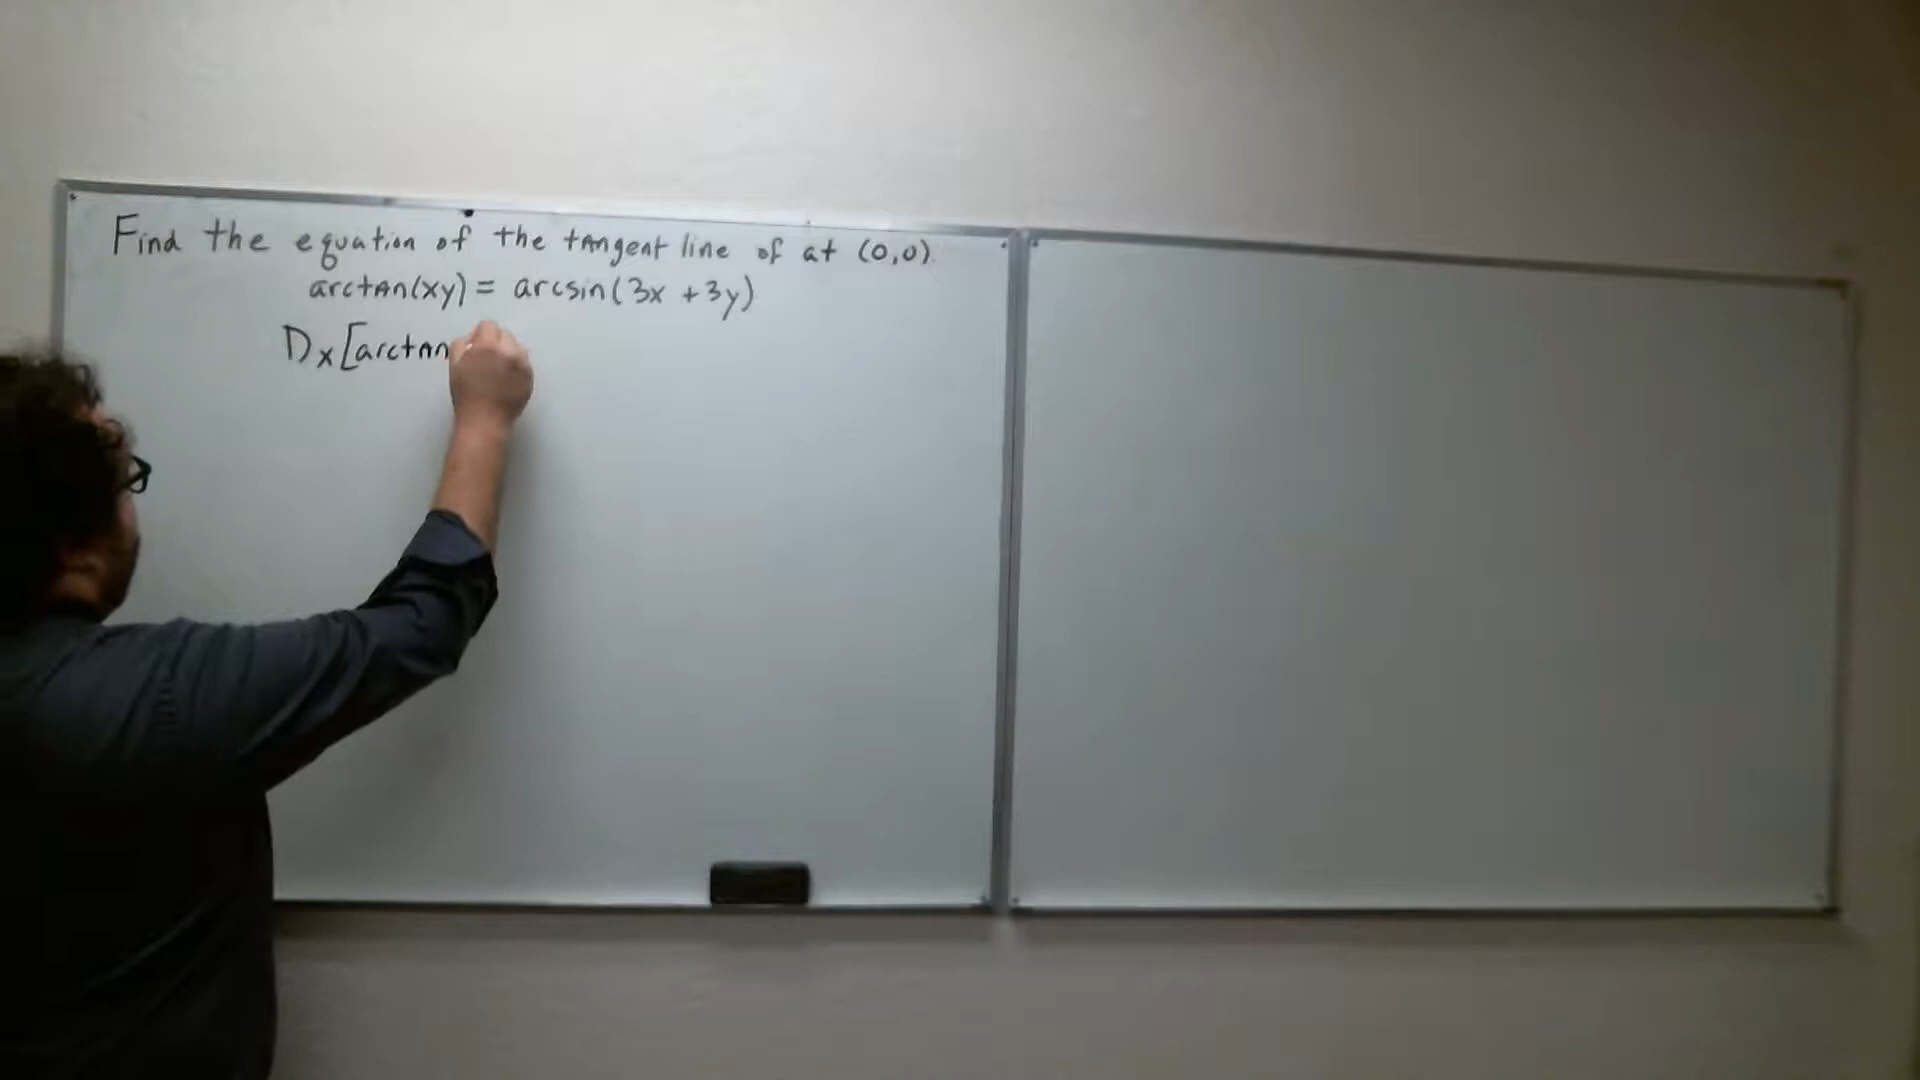 Find the equation of the tangent line of at (0,0)
arctan(xy) = arcsin(3x +3y)
Dx[arctan